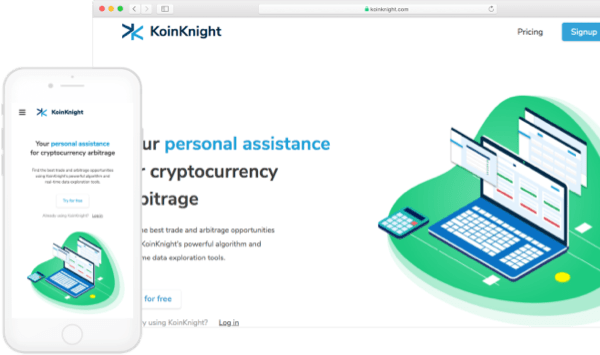 koinknight.com
KoinKnight
Pricing
Signup
ur personal assistance
r cryptocurrency
bitrage
he best trade and arbitrage opportunities
KoinKnight's powerful algorithm and
me data exploration tools.
for free
y using KoinKnight? Log in
KoinKnight
Your personal assistance
for cryptocurrency arbitrage
Find the best trade and arbitrage opportunities
using KoinKnight's powerful algorithm and
real-time data exploration tools.
Try for free
Already using KoinKnight? Log in